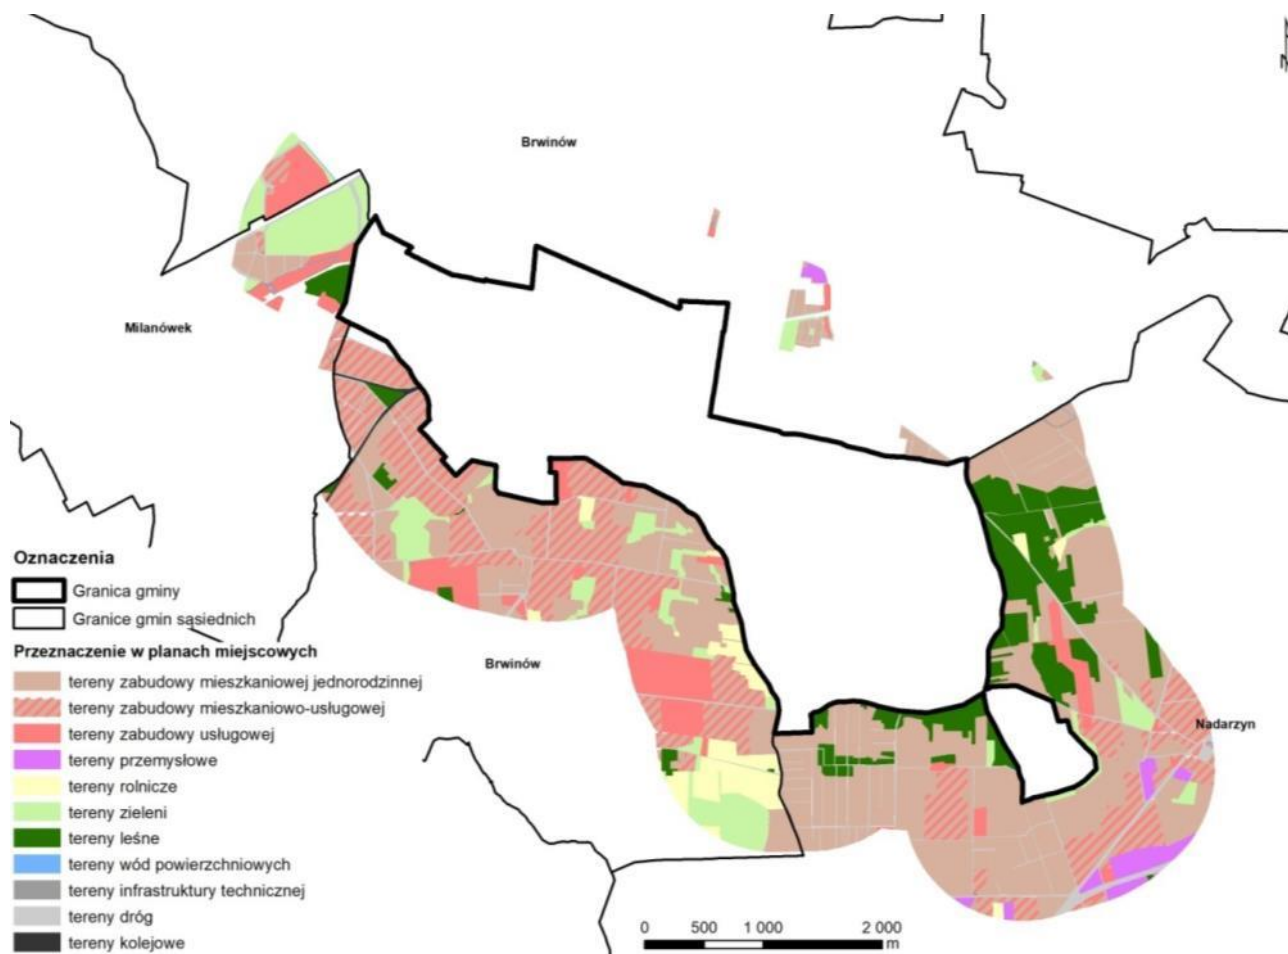 Brwinów
Milanówek
Brwinów
Nadarzyn
Oznaczenia
Granica gminy
Granice gmin sąsiednich
Przeznaczenie w planach miejscowych
tereny zabudowy mieszkaniowej jednorodzinnej
tereny zabudowy mieszkaniowo-usługowej
tereny zabudowy usługowej
tereny przemysłowe
tereny rolnicze
tereny zieleni
tereny leśne
tereny wód powierzchniowych
tereny infrastruktury technicznej
tereny dróg
tereny kolejowe
0 500 1 000 2 000
m